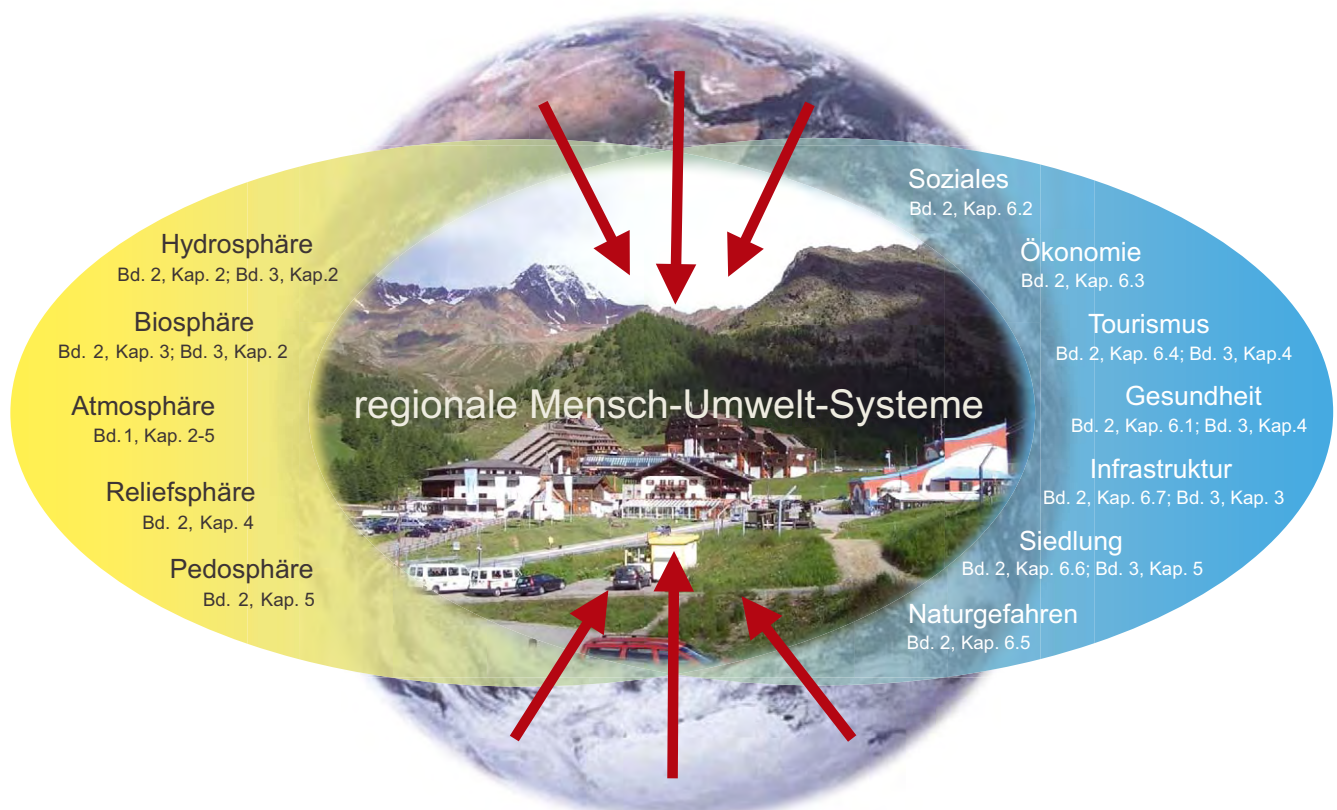 Hydrosphäre
Bd. 2, Kap. 2; Bd. 3, Kap.2
Biosphäre
Bd. 2, Kap. 3; Bd. 3, Kap. 2
Atmosphäre
Bd.1, Kap. 2-5
Reliefsphäre
Bd. 2, Kap. 4
Pedosphäre
Bd. 2, Kap. 5
regionale Mensch-Umwelt-Systeme
Soziales
Bd. 2, Kap. 6.2
Ökonomie
Bd. 2, Kap. 6.3
Tourismus
Bd. 2, Kap. 6.4; Bd. 3, Kap.4
Gesundheit
Bd. 2, Kap. 6.1; Bd. 3, Kap.4
Infrastruktur
Bd. 2, Kap. 6.7; Bd. 3, Kap. 3
Siedlung
Bd. 2, Kap. 6.6; Bd. 3, Kap. 5
Naturgefahren
Bd. 2, Kap. 6.5